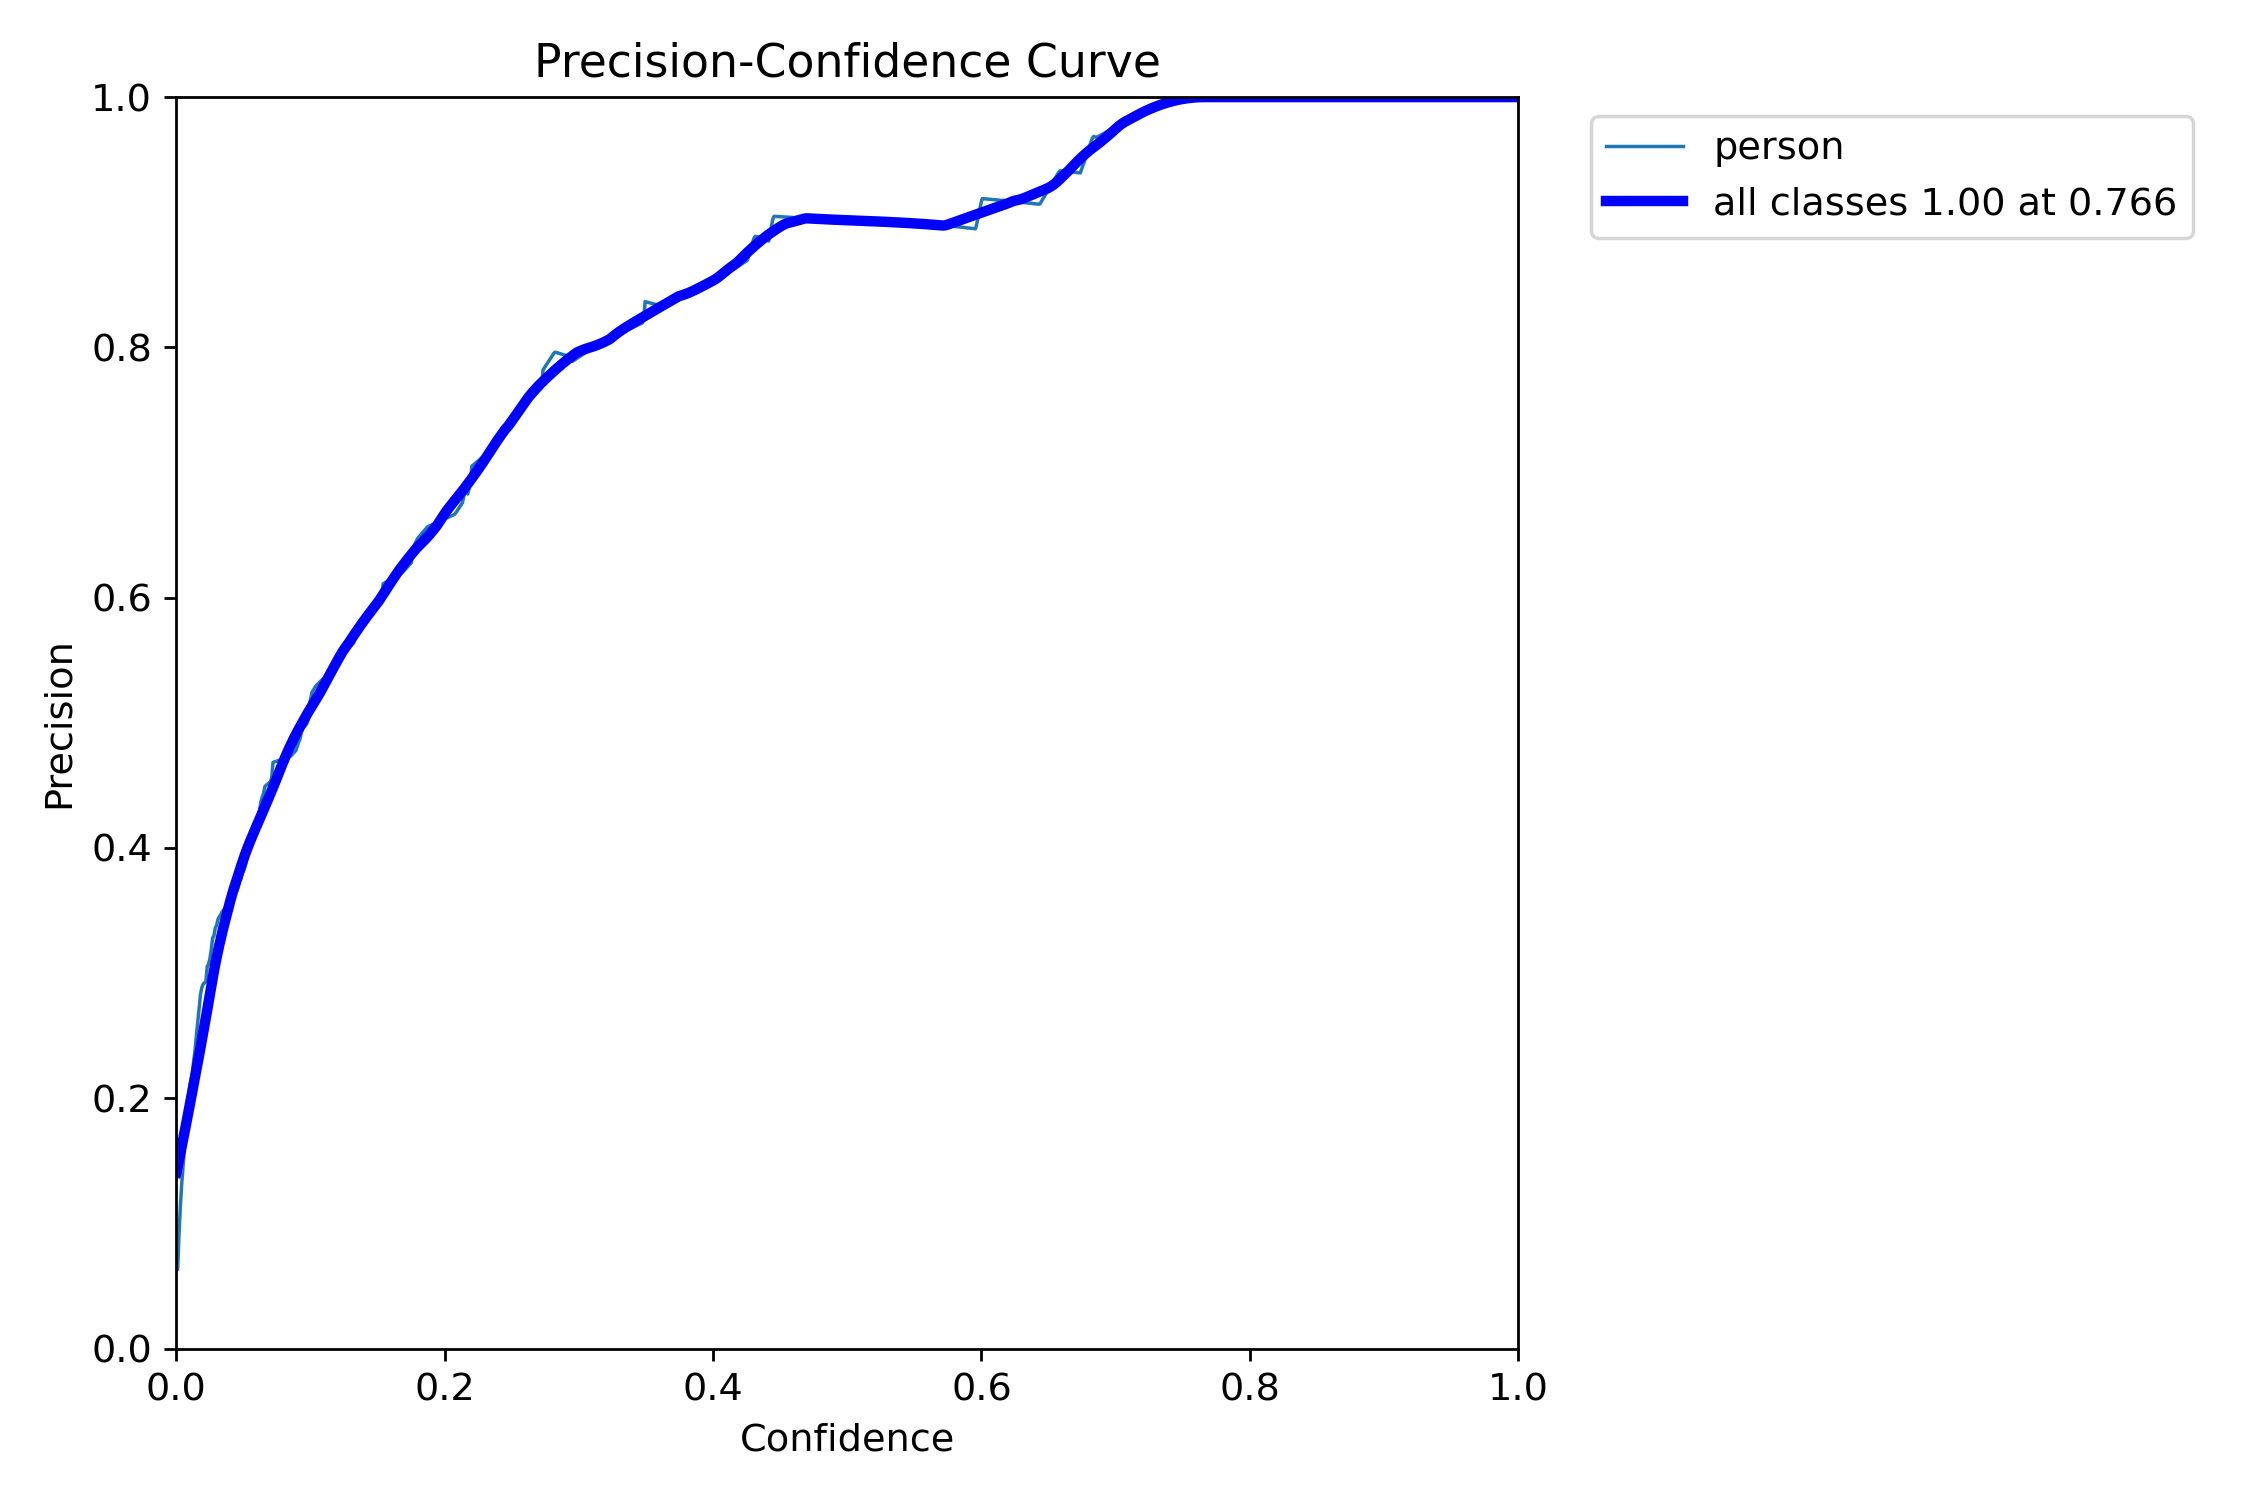 Precision-Confidence Curve
1.0
0.8
0.6
0.4
0.2
0.0
Precision
0.0 0.2 0.4 0.6 0.8 1.0
Confidence
person
all classes 1.00 at 0.766